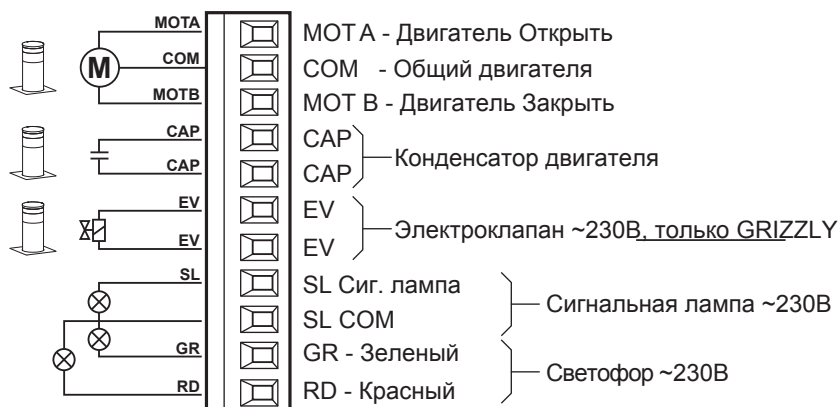 MOTA
MOT A - Двигатель Открыть
M
COM
COM - Общий двигателя
MOTB
MOT B - Двигатель Закрыть
CAP
CAP
CAP
CAP
Конденсатор двигателя
EV
EV
EV
EV
Электроклапан ~230В, только GRIZZLY
SL
SL Сиг. лампа
SL COM
Сигнальная лампа ~230В
GR
GR - Зеленый
RD
RD - Красный
Светофор ~230В